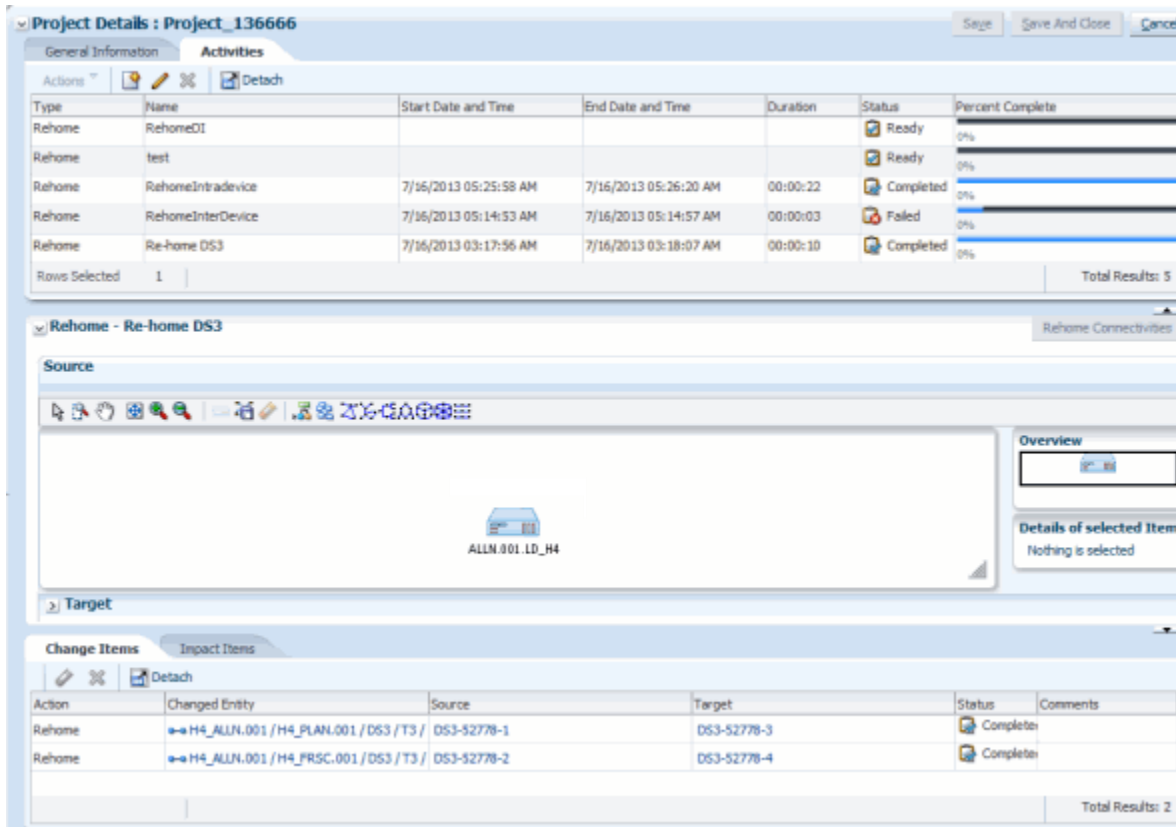 Project Details : Project_136666
Save Save And Close Cance
General Information Activities
Actions Detach
Type Name Start Date and Time End Date and Time Duration Status Percent Complete
Rehome RehomeDI Ready 0%
Rehome test Ready 0%
Rehome RehomeIntradevice 7/16/2013 05:25:58 AM 7/16/2013 05:26:20 AM 00:00:22 Completed 0%
Rehome RehomeInterDevice 7/16/2013 05:14:53 AM 7/16/2013 05:14:57 AM 00:00:03 Failed 0%
Rehome Re-home DS3 7/16/2013 03:17:56 AM 7/16/2013 03:18:07 AM 00:00:10 Completed 0%
Rows Selected 1 Total Results: 5
Rehome - Re-home DS3 Rehome Connectivities
Source
Overview
ALLN.001.LD_H4
Details of selected Item
Nothing is selected
Target
Change Items Impact Items
Detach
Action Changed Entity Source Target Status Comments
Rehome H4_ALLN.001 / H4_PLAN.001 / DS3 / T3 / DS3-52778-1 DS3-52778-3 Complete
Rehome H4_ALLN.001 / H4_FRSC.001 / DS3 / T3 / DS3-52778-2 DS3-52778-4 Complete
Total Results: 2